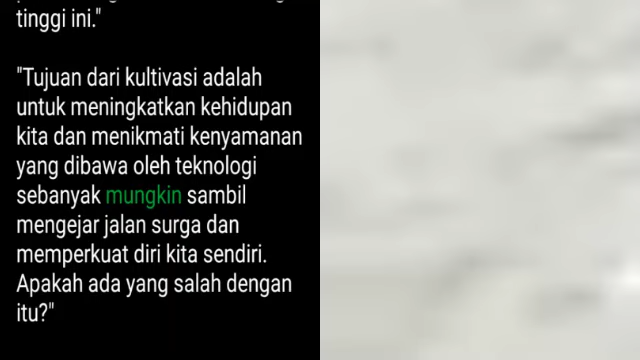 tinggi ini."
"Tujuan dari kultivasi adalah
untuk meningkatkan kehidupan
kita dan menikmati kenyamanan
yang dibawa oleh teknologi
sebanyak mungkin sambil
mengejar jalan surga dan
memperkuat diri kita sendiri.
Apakah ada yang salah dengan
itu?"